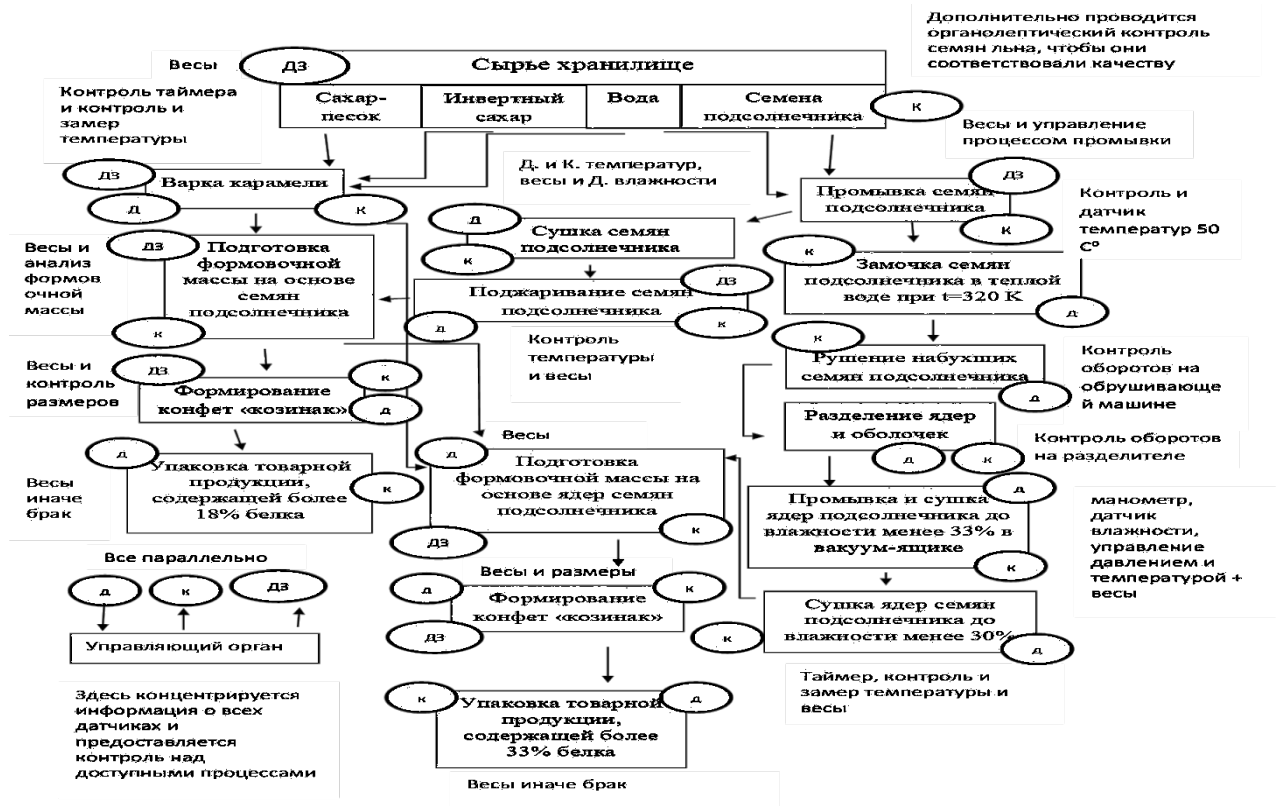 Дополнительно проводится
органолептический контроль
семян льна, чтобы они
соответствовали качеству
Весы
ДЗ
Сырье хранилище
Контроль таймера
и контроль и
замер
температуры
Сахар-
песок
Инвертный
сахар
Вода
Семена
подсолнечника
К
Весы и управление
процессом промывки
Д. и К. температур,
весы и Д. влажности
ДЗ
Варка карамели
Д
К
ДЗ
Промывка семян
подсолнечника
К
Контроль и
датчик
температур 50
С°
Д
Сушка семян
подсолнечника
К
Весы и
анализ
формов
очной
массы
ДЗ
Подготовка
формовочной
массы на основе
семян
подсолнечника
К
К
Замочка семян
подсолнечника в теплой
воде при t=320 К
Д
ДЗ
Поджаривание семян
подсолнечника
Д
К
Контроль
температуры
и весы
К
Рушение набухших
семян подсолнечника
Д
Контроль
оборотов на
обрушивающе
й машине
Весы и
контроль
размеров
ДЗ
Формирование
конфет «козинак»
К
Д
Разделение ядер
и оболочек
Д
К
Контроль оборотов
на разделителе
Весы
иначе
брак
Д
Упаковка товарной
продукции,
содержащей более
18% белка
К
Весы
Д
Подготовка
формовочной массы на
основе ядер семян
подсолнечника
К
ДЗ
Д
Промывка и сушка
ядер подсолнечника до
влажности менее 33% в
вакуум-ящике
К
манометр,
датчик
влажности,
управление
давлением и
температурой +
весы
Все параллельно
Д
К
ДЗ
Управляющий орган
Весы и размеры
Д
К
Формирование
конфет «козинак»
ДЗ
Сушка ядер семян
подсолнечника до
влажности менее 30%
К
Д
Таймер, контроль и
замер температуры и
весы
Здесь концентрируется
информация о всех
датчиках и
предоставляется
контроль над
доступными процессами
К
Д
Упаковка товарной
продукции,
содержащей более
33% белка
Весы иначе брак